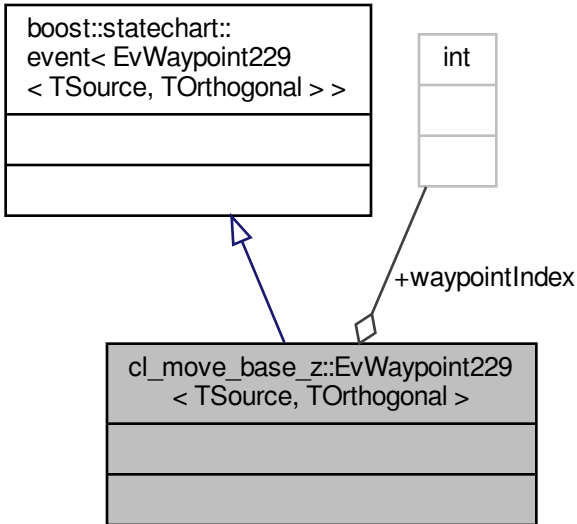 boost::statechart::
event< EvWaypoint229
< TSource, TOrthogonal > >
int
+waypointIndex
cl_move_base_z::EvWaypoint229
< TSource, TOrthogonal >